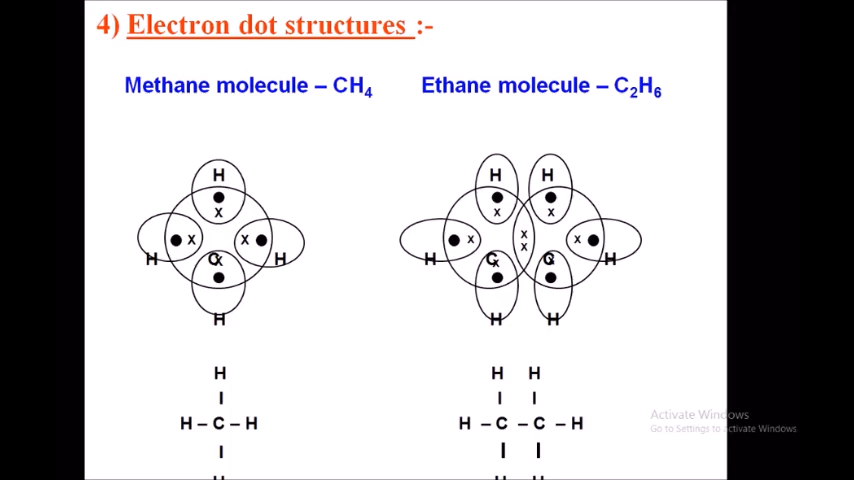 4) Electron dot structures :-
Methane molecule – CH4 Ethane molecule – C2H6
H H H
x x x
x x x x x x
x
H C x H H C x C x H
H H H
H H H
I I I
H – C – H H – C – C – H
I I I
H H H
Activate Windows
Go to Settings to activate Windows